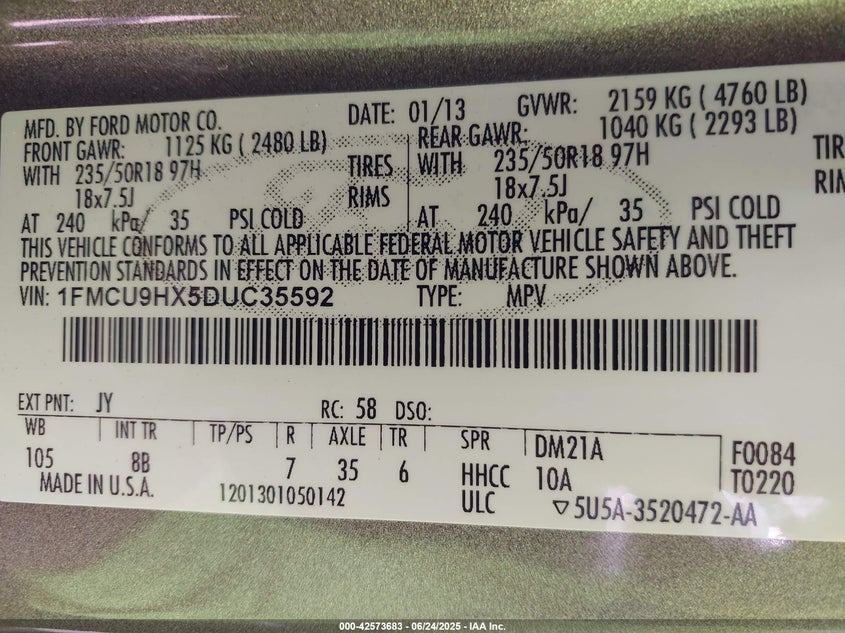 MFD. BY FORD MOTOR CO. DATE: 01/13 GVWR: 2159 KG ( 4760 LB)
FRONT GAWR: 1125 KG ( 2480 LB) REAR GAWR: 1040 KG ( 2293 LB)
WITH 235/50R18 97H TIRES WITH 235/50R18 97H TIR
18x7.5J RIMS 18x7.5J RIM
AT 240 kPa/ 35 PSI COLD AT 240 kPa/ 35 PSI COLD
THIS VEHICLE CONFORMS TO ALL APPLICABLE FEDERAL MOTOR VEHICLE SAFETY AND THEFT
PREVENTION STANDARDS IN EFFECT ON THE DATE OF MANUFACTURE SHOWN ABOVE.
VIN: 1FMCU9HX5DUC35592 TYPE: MPV
EXT PNT: JY RC: 58 DSO:
WB INT TR TP/PS R AXLE TR SPR DM21A F0084
105 8B 7 35 6 HHCC 10A T0220
MADE IN U.S.A. 1201301050142 ULC ▽5U5A-3520472-AA
000-42573683 - 06/24/2025 - IAA Inc.